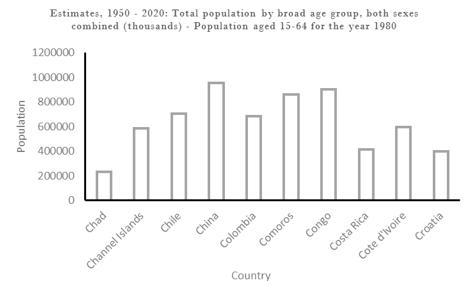 Estimates, 1950 - 2020: Total population by broad age group, both sexes
combined (thousands) - Population aged 15-64 for the year 1980
1200000
1000000
800000
600000
400000
200000
0
Population
Chad
Channel Islands
Chile
China
Colombia
Comoros
Congo
Costa Rica
Cote d'Ivoire
Croatia
Country